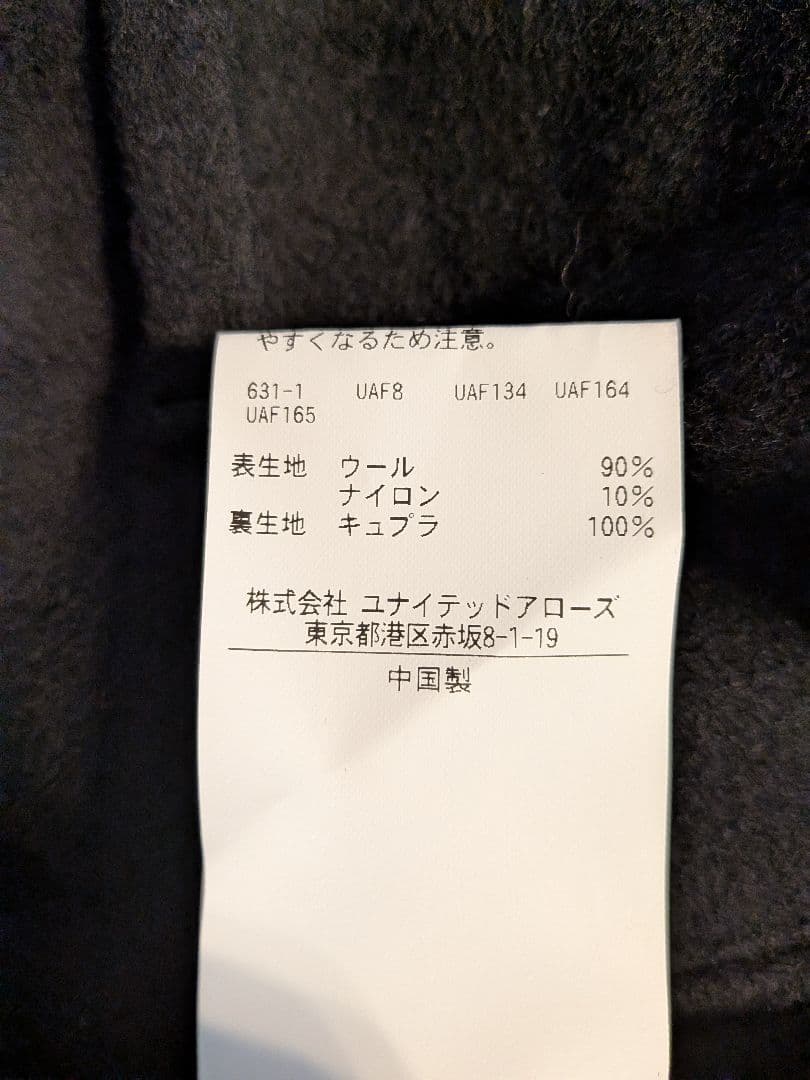 やすくなるため注意。
631-1 UAF8 UAF134 UAF164
UAF165
表生地 ウール 90%
ナイロン 10%
裏生地 キュプラ 100%
株式会社 ユナイテッドアローズ
東京都港区赤坂8-1-19
中国製